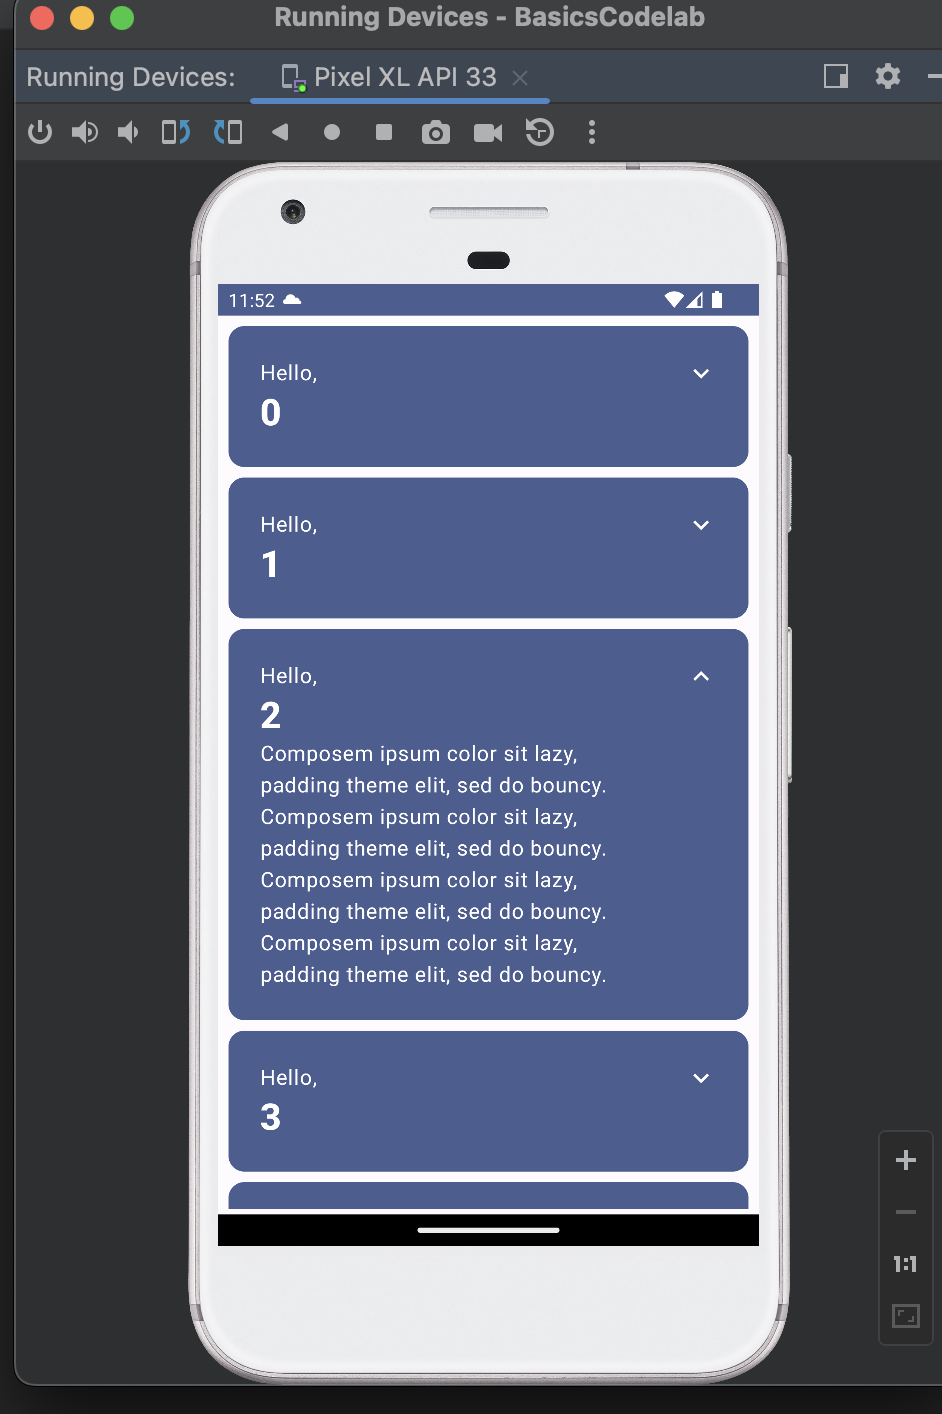 Running Devices - BasicsCodelab
Running Devices: Pixel XL API 33
11:52
Hello,
0
Hello,
1
Hello,
2
Composem ipsum color sit lazy,
padding theme elit, sed do bouncy.
Composem ipsum color sit lazy,
padding theme elit, sed do bouncy.
Composem ipsum color sit lazy,
padding theme elit, sed do bouncy.
Composem ipsum color sit lazy,
padding theme elit, sed do bouncy.
Hello,
3
1:1